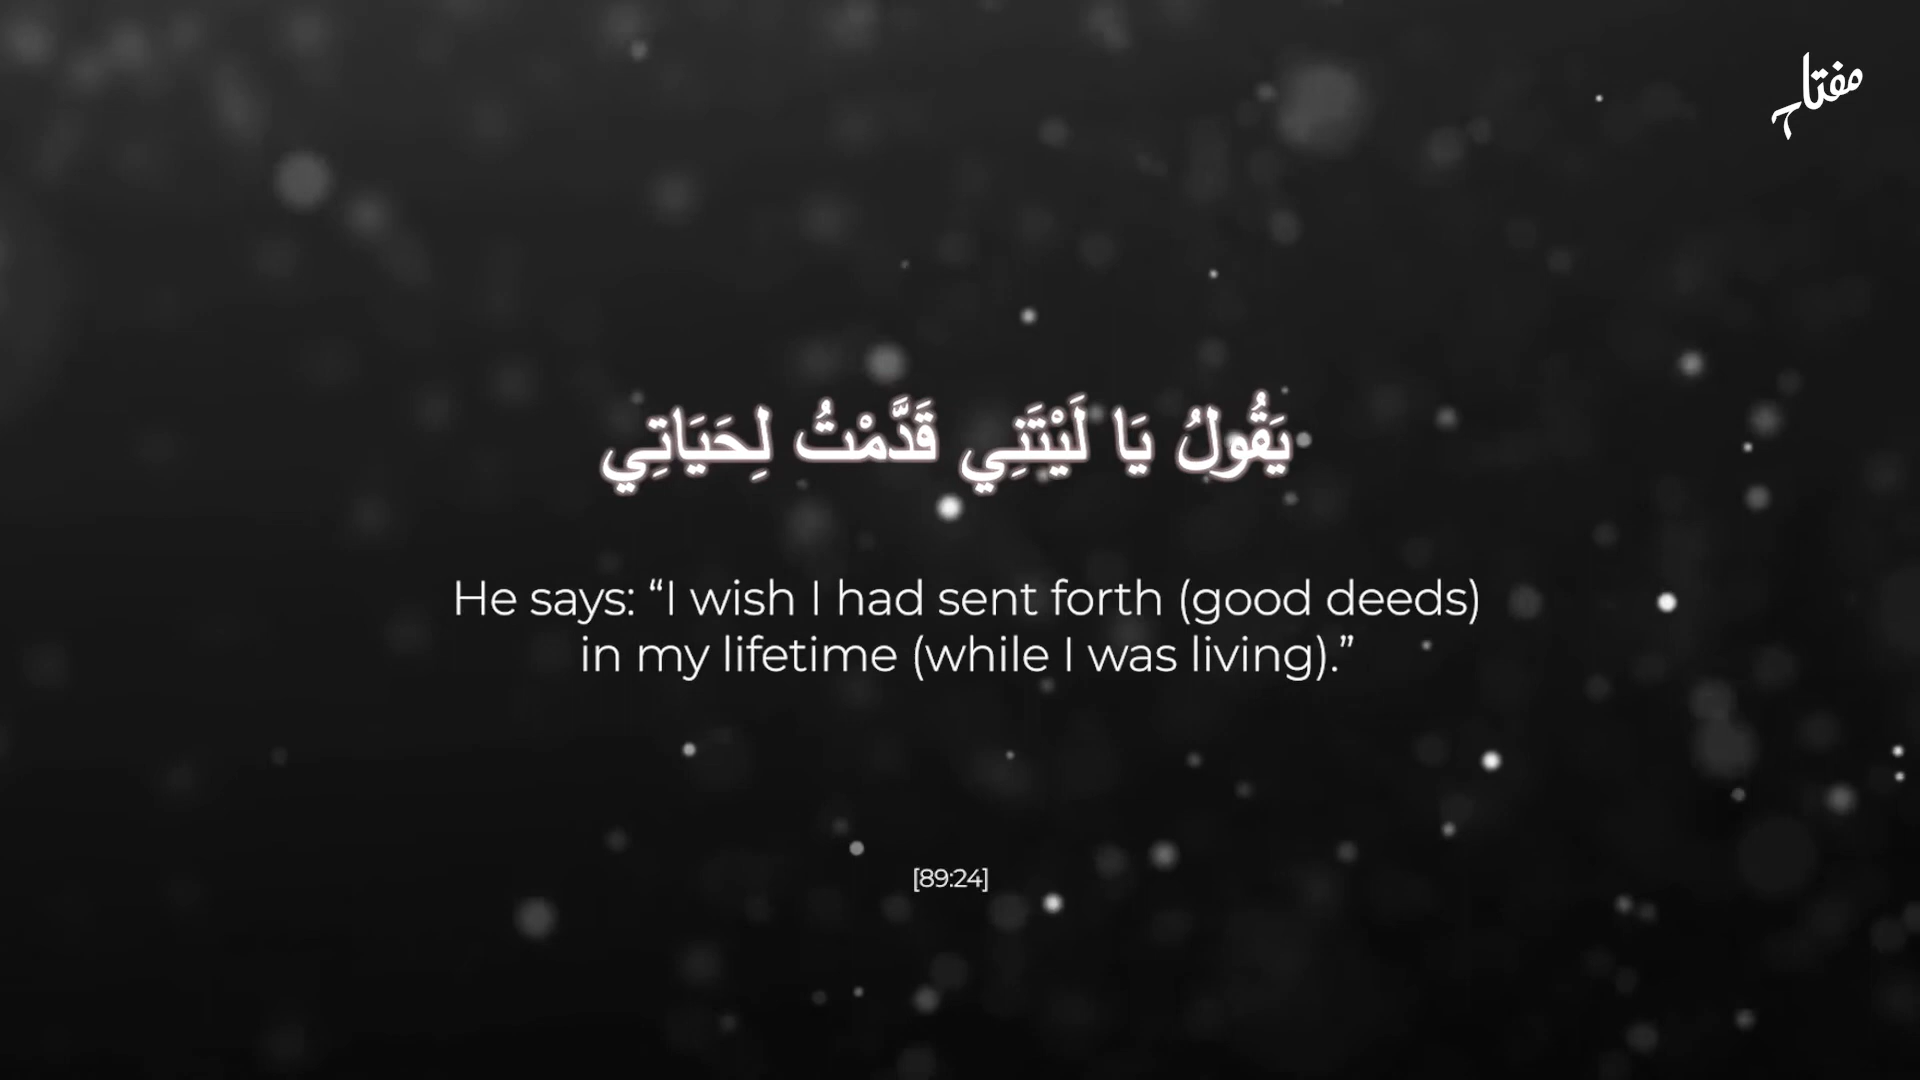 مفتاح
يَقُولُ يَا لَيْتَنِي قَدَّمْتُ لِحَيَاتِي
He says: “I wish I had sent forth (good deeds)
in my lifetime (while I was living).”
[89:24]